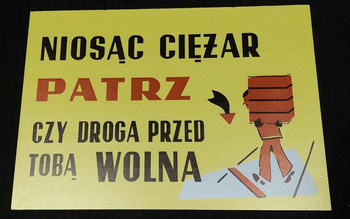 NIOSĄC CIĘŻAR
PATRZ
CZY DROGA PRZED
TOBĄ WOLNA